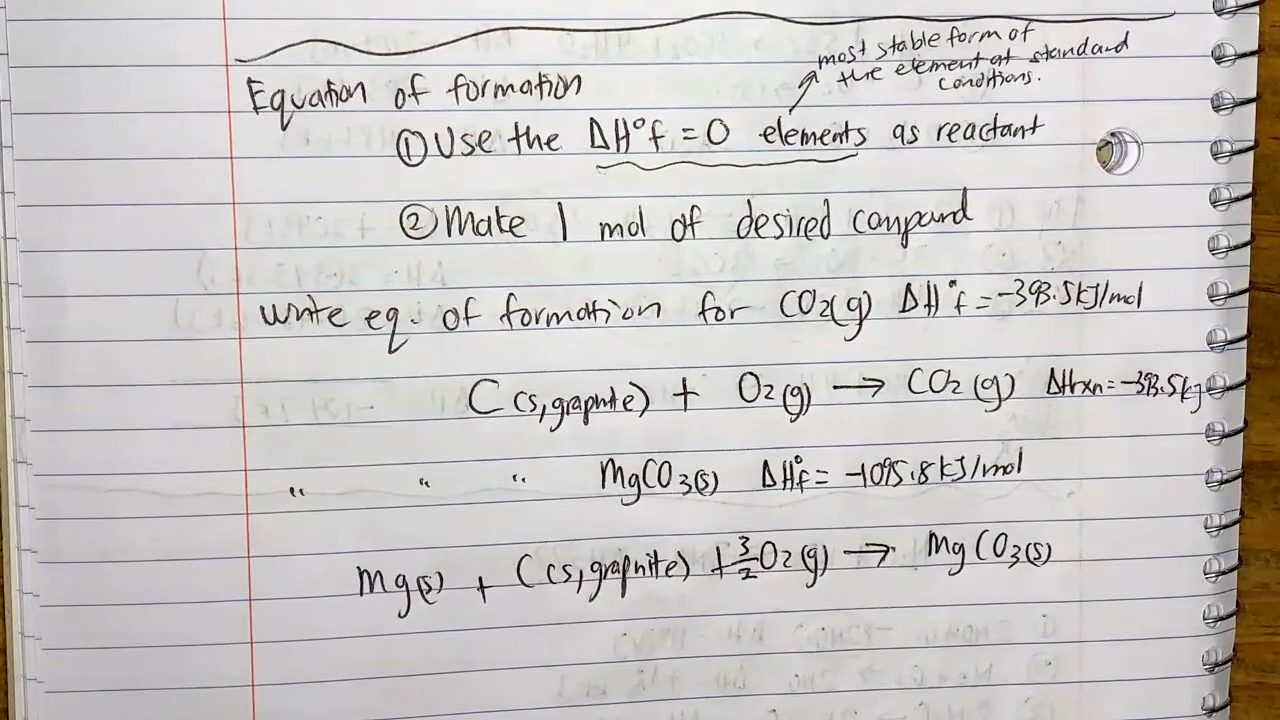 most stable form of
the element at standard
conditions.
Equation of formation
① Use the ΔH°f = 0 elements as reactant
② Make 1 mol of desired compound
write eq. of formation for CO2(g) ΔH°f = -393.5kJ/mol
C(s,graphite) + O2(g) → CO2(g) ΔHrxn = -393.5kJ
" " " MgCO3(s) ΔH°f = -1095.8kJ/mol
Mg(s) + C(s,graphite) + 3/2 O2(g) → MgCO3(s)